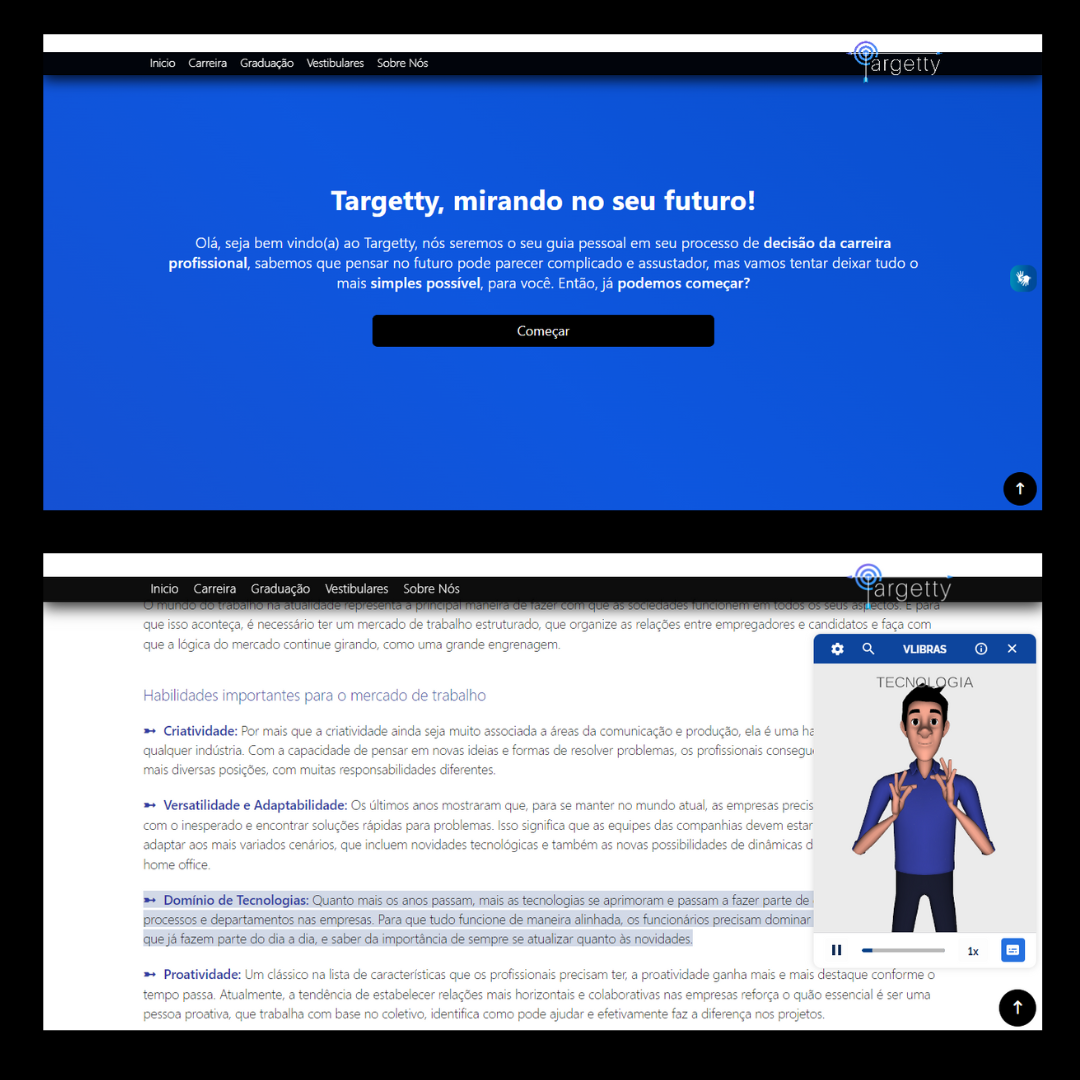 Inicio Carreira Graduação Vestibulares Sobre Nós
Targetty
Targetty, mirando no seu futuro!
Olá, seja bem vindo(a) ao Targetty, nós seremos o seu guia pessoal em seu processo de decisão da carreira
profissional, sabemos que pensar no futuro pode parecer complicado e assustador, mas vamos tentar deixar tudo o
mais simples possível, para você. Então, já podemos começar?
Começar
Inicio Carreira Graduação Vestibulares Sobre Nós
Targetty
O mundo do trabalho na atualidade representa a principal maneira de fazer com que as sociedades funcionem em todos os seus aspectos. E para
que isso aconteça, é necessário ter um mercado de trabalho estruturado, que organize as relações entre empregadores e candidatos e faça com
que a lógica do mercado continue girando, como uma grande engrenagem.
Habilidades importantes para o mercado de trabalho
➵ Criatividade: Por mais que a criatividade ainda seja muito associada a áreas da comunicação e produção, ela é uma
qualquer indústria. Com a capacidade de pensar em novas ideias e formas de resolver problemas, os profissionais
mais diversas posições, com muitas responsabilidades diferentes.
➵ Versatilidade e Adaptabilidade: Os últimos anos mostraram que, para se manter no mundo atual, as empresas
com o inesperado e encontrar soluções rápidas para problemas. Isso significa que as equipes das companhias devem estar
adaptar aos mais variados cenários, que incluem novidades tecnológicas e também as novas possibilidades de dinâmicas
home office.
➵ Domínio de Tecnologias: Quanto mais os anos passam, mais as tecnologias se aprimoram e passam a fazer parte de
processos e departamentos nas empresas. Para que tudo funcione de maneira alinhada, os funcionários precisam dominar
que já fazem parte do dia a dia, e saber da importância de sempre se atualizar quanto às novidades.
➵ Proatividade: Um clássico na lista de características que os profissionais precisam ter, a proatividade ganha mais e mais destaque conforme o
tempo passa. Atualmente, a tendência de estabelecer relações mais horizontais e colaborativas nas empresas reforça o quão essencial é ser uma
pessoa proativa, que trabalha com base no coletivo, identifica como pode ajudar e efetivamente faz a diferença nos projetos.
VLIBRAS
TECNOLOGIA
1x